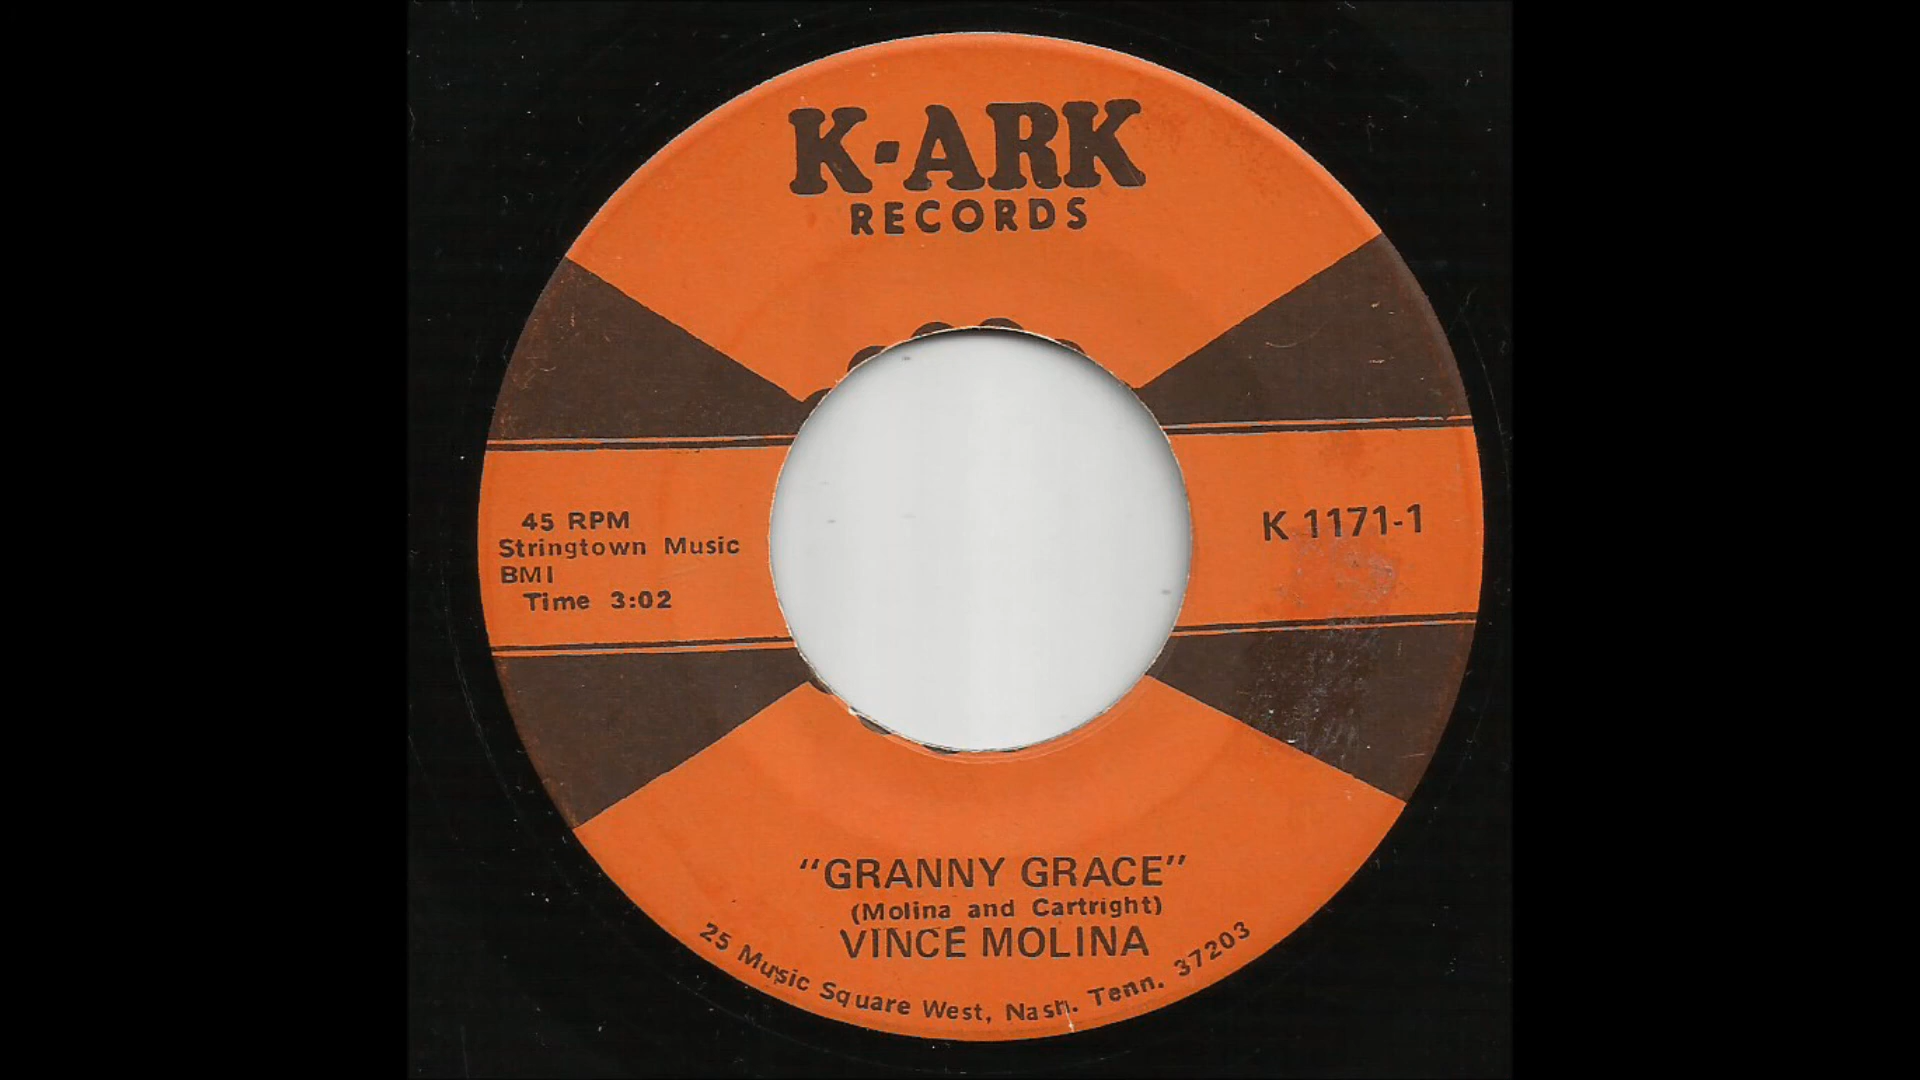 K-ARK
RECORDS
45 RPM
Stringtown Music
BMI
Time 3:02
K 1171-1
"GRANNY GRACE"
(Molina and Cartright)
VINCE MOLINA
25 Music Square West, Nash. Tenn. 37203